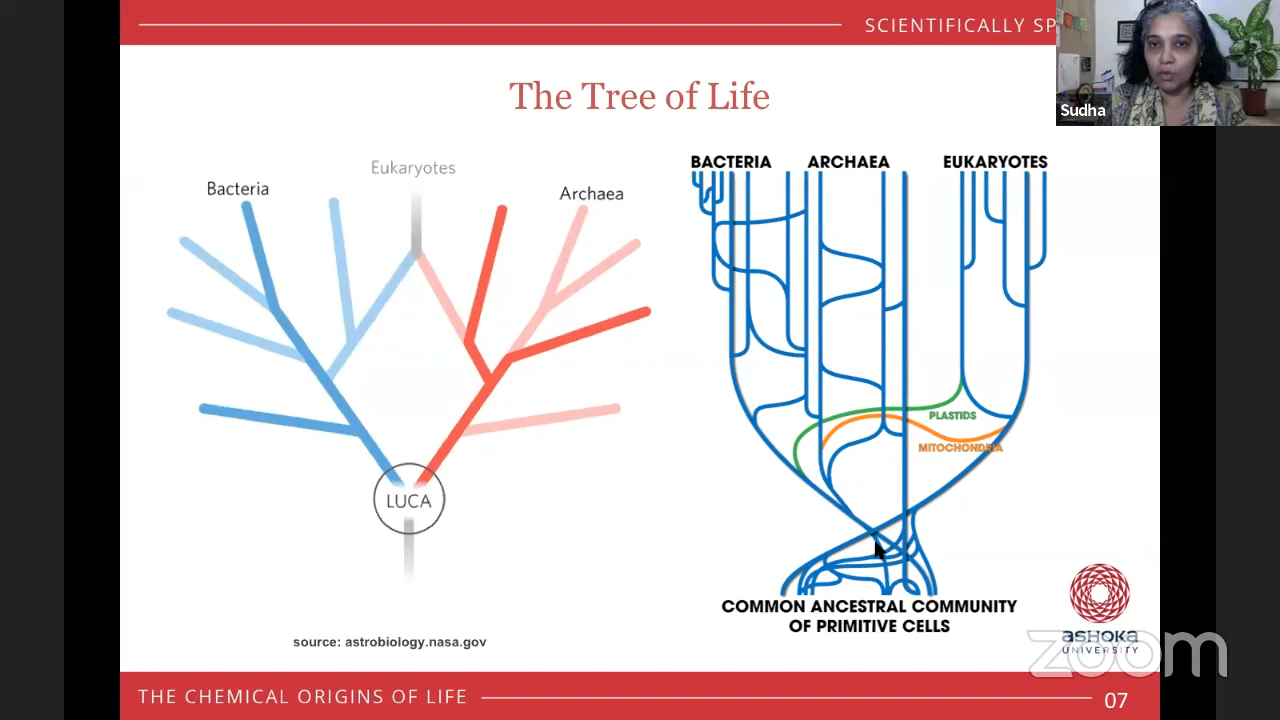 SCIENTIFICALLY SP
Sudha
The Tree of Life
Eukaryotes
Bacteria
Archaea
LUCA
source: astrobiology.nasa.gov
BACTERIA
ARCHAEA
EUKARYOTES
PLASTIDS
MITOCHONDRIA
COMMON ANCESTRAL COMMUNITY
OF PRIMITIVE CELLS
ASHOKA
UNIVERSITY
zoom
THE CHEMICAL ORIGINS OF LIFE
07